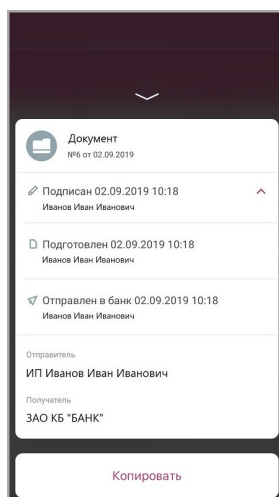 Документ
№6 от 02.09.2019
Подписан 02.09.2019 10:18
Иванов Иван Иванович
Подготовлен 02.09.2019 10:18
Иванов Иван Иванович
Отправлен в банк 02.09.2019 10:18
Иванов Иван Иванович
Отправитель
ИП Иванов Иван Иванович
Получатель
ЗАО КБ "БАНК"
Копировать